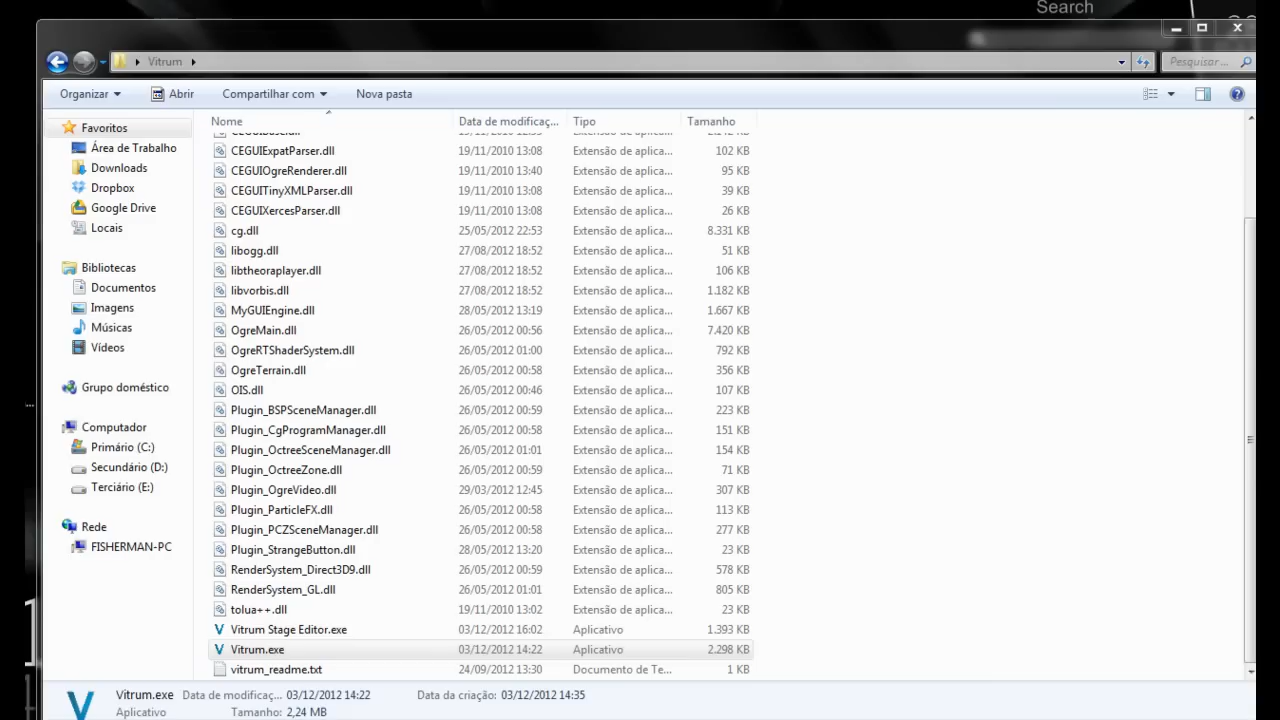 Search
Vitrum
Pesquisar...
Organizar
Abrir
Compartilhar com
Nova pasta
Nome
Data de modificaç...
Tipo
Tamanho
Favoritos
Área de Trabalho
Downloads
Dropbox
Google Drive
Locais
Bibliotecas
Documentos
Imagens
Músicas
Vídeos
Grupo doméstico
Computador
Primário (C:)
Secundário (D:)
Terciário (E:)
Rede
FISHERMAN-PC
CEGUIExpatParser.dll 19/11/2010 13:08 Extensão de aplica... 102 KB
CEGUIOgreRenderer.dll 19/11/2010 13:40 Extensão de aplica... 95 KB
CEGUITinyXMLParser.dll 19/11/2010 13:08 Extensão de aplica... 39 KB
CEGUIXercesParser.dll 19/11/2010 13:08 Extensão de aplica... 26 KB
cg.dll 25/05/2012 22:53 Extensão de aplica... 8.331 KB
libogg.dll 27/08/2012 18:52 Extensão de aplica... 51 KB
libtheoraplayer.dll 27/08/2012 18:52 Extensão de aplica... 106 KB
libvorbis.dll 27/08/2012 18:52 Extensão de aplica... 1.182 KB
MyGUIEngine.dll 28/05/2012 13:19 Extensão de aplica... 1.667 KB
OgreMain.dll 26/05/2012 00:56 Extensão de aplica... 7.420 KB
OgreRTShaderSystem.dll 26/05/2012 01:00 Extensão de aplica... 792 KB
OgreTerrain.dll 26/05/2012 00:58 Extensão de aplica... 356 KB
OIS.dll 26/05/2012 00:46 Extensão de aplica... 107 KB
Plugin_BSPSceneManager.dll 26/05/2012 00:59 Extensão de aplica... 223 KB
Plugin_CgProgramManager.dll 26/05/2012 00:58 Extensão de aplica... 151 KB
Plugin_OctreeSceneManager.dll 26/05/2012 01:01 Extensão de aplica... 154 KB
Plugin_OctreeZone.dll 26/05/2012 00:59 Extensão de aplica... 71 KB
Plugin_OgreVideo.dll 29/03/2012 12:45 Extensão de aplica... 307 KB
Plugin_ParticleFX.dll 26/05/2012 00:58 Extensão de aplica... 113 KB
Plugin_PCZSceneManager.dll 26/05/2012 00:58 Extensão de aplica... 277 KB
Plugin_StrangeButton.dll 28/05/2012 13:20 Extensão de aplica... 23 KB
RenderSystem_Direct3D9.dll 26/05/2012 00:59 Extensão de aplica... 578 KB
RenderSystem_GL.dll 26/05/2012 01:01 Extensão de aplica... 805 KB
tolua++.dll 19/11/2010 13:02 Extensão de aplica... 23 KB
Vitrum Stage Editor.exe 03/12/2012 16:02 Aplicativo 1.393 KB
Vitrum.exe 03/12/2012 14:22 Aplicativo 2.298 KB
vitrum_readme.txt 24/09/2012 13:30 Documento de Te... 1 KB
Vitrum.exe Data de modificaç... 03/12/2012 14:22 Data da criação: 03/12/2012 14:35
Aplicativo Tamanho: 2,24 MB